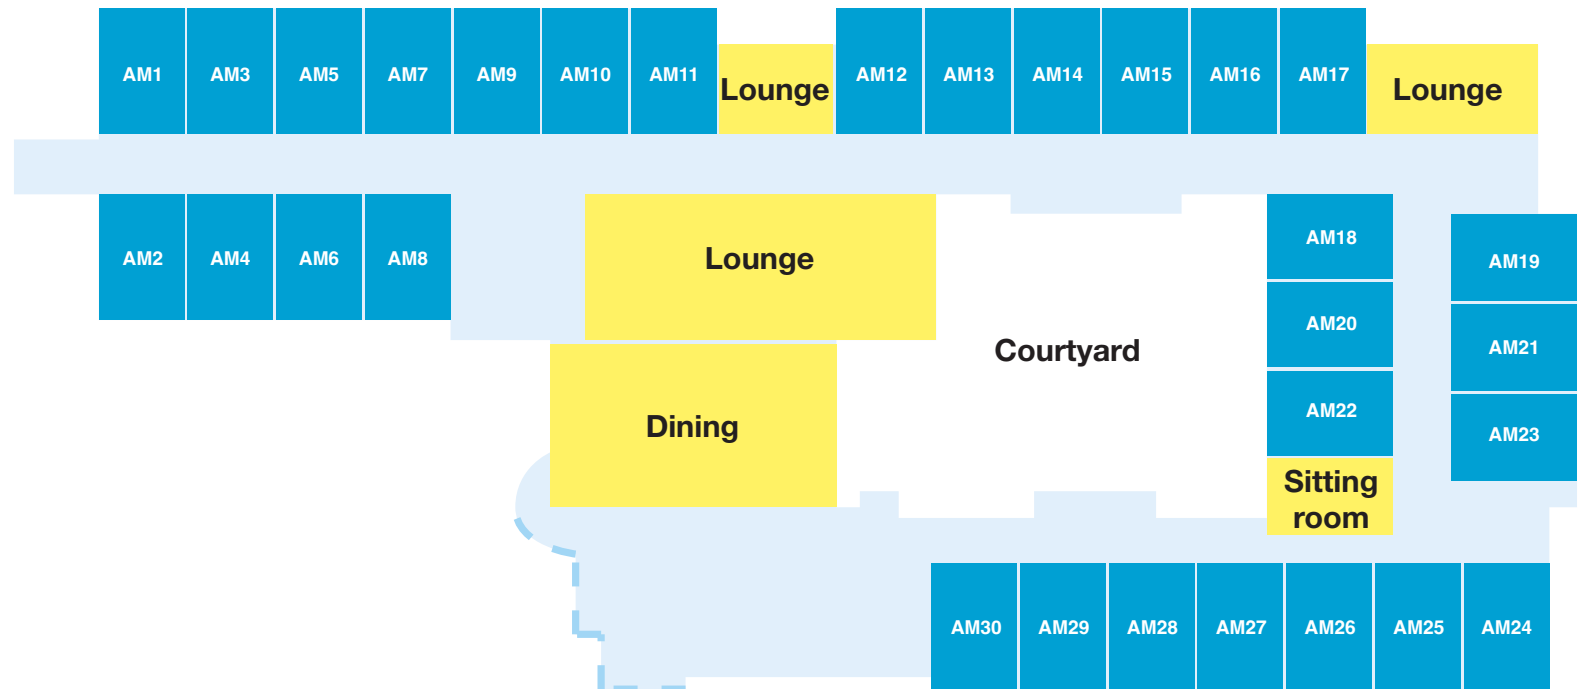 AM1
AM3
AM5
AM7
AM9
AM10
AM11
Lounge
AM12
AM13
AM14
AM15
AM16
AM17
Lounge
AM2
AM4
AM6
AM8
Lounge
Courtyard
AM18
AM19
AM20
AM21
AM22
AM23
Dining
Sitting
room
AM30
AM29
AM28
AM27
AM26
AM25
AM24